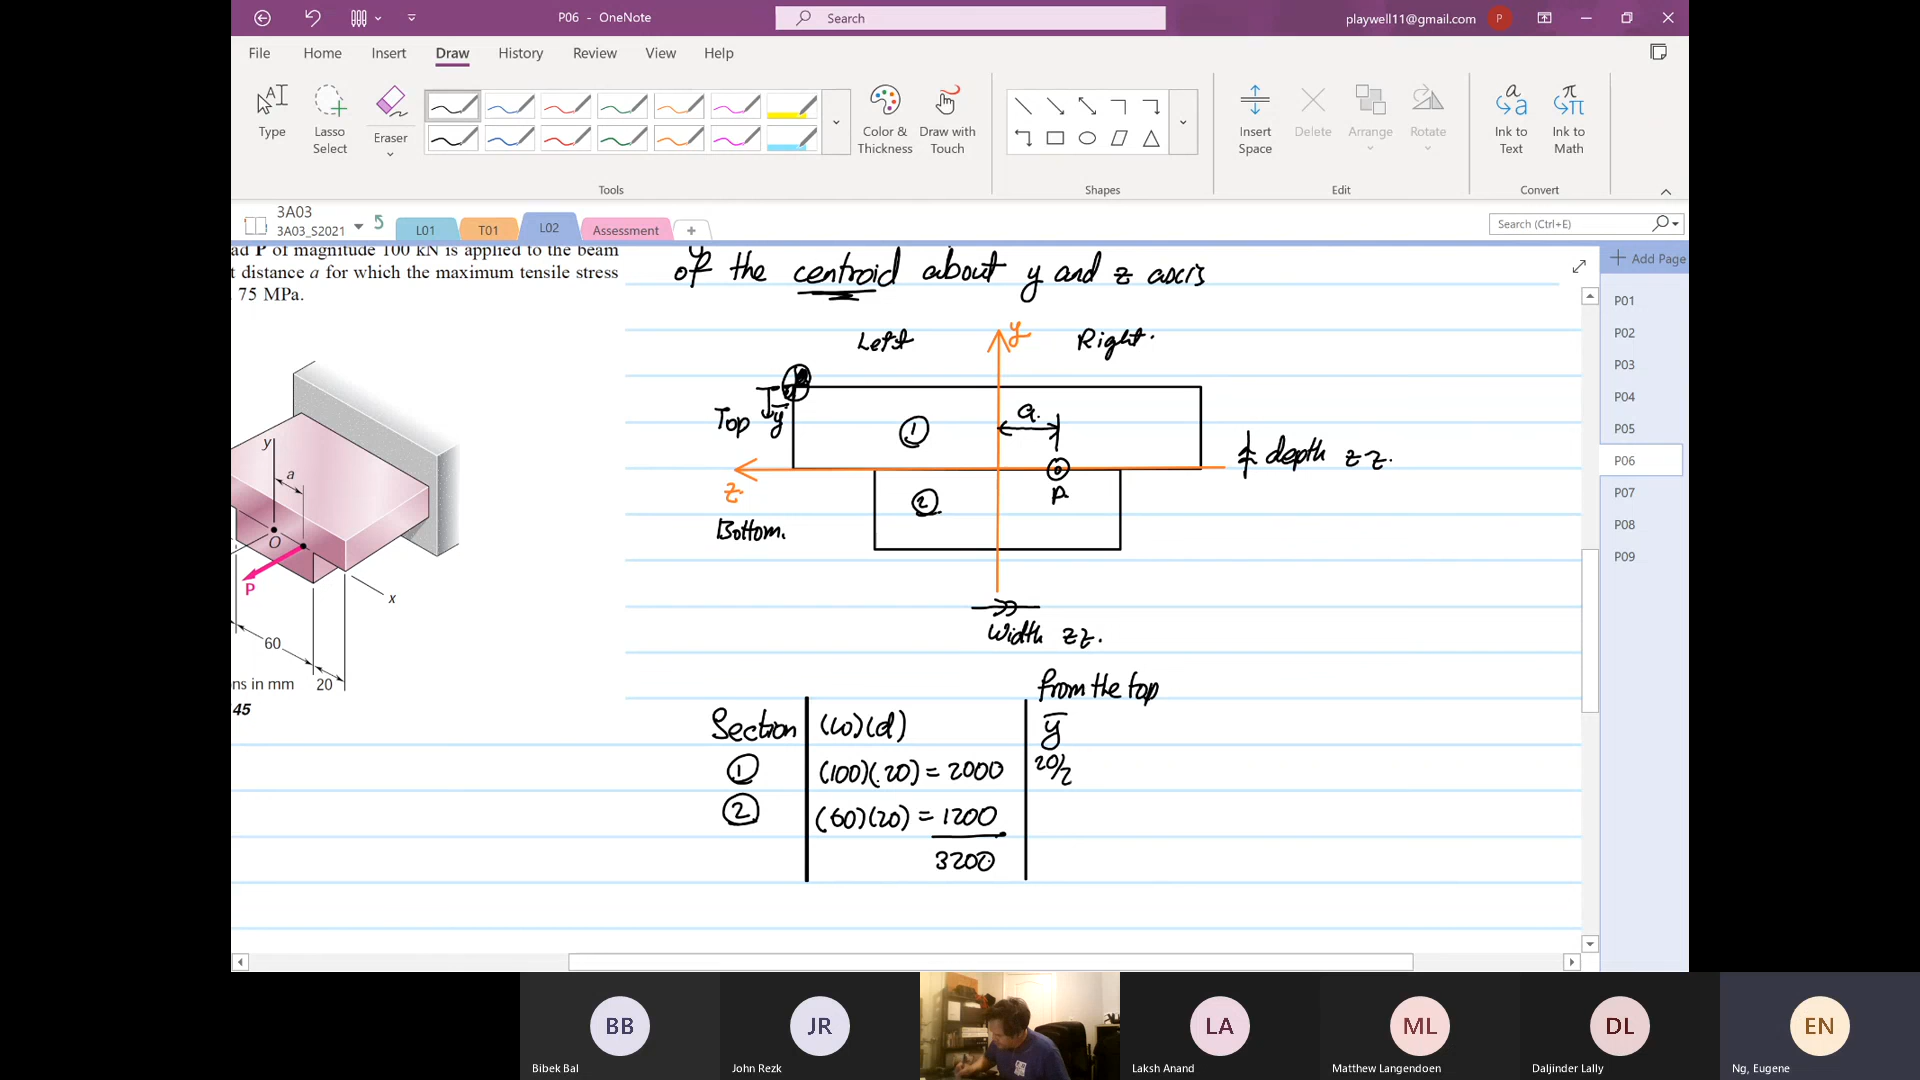 P06 - OneNote
Search
playwell11@gmail.com
P
File Home Insert Draw History Review View Help
Type
Lasso Select
Eraser
Color & Thickness
Draw with Touch
Insert Space
Delete
Arrange
Rotate
Ink to Text
Ink to Math
Tools
Shapes
Edit
Convert
3A03
3A03_S2021
L01 T01 L02 Assessment
Search (Ctrl+E)
Add Page
P01
P02
P03
P04
P05
P06
P07
P08
P09
ad P of magnitude 100 kN is applied to the beam
t distance a for which the maximum tensile stress
75 MPa.
y
a
O
P
x
60
20
ns in mm
45
of the centroid about y and z axis
Left
y
Right.
Top
ȳ
①
a.
depth zz.
z
②
P
Bottom.
width zz.
from the top
Section (w)(d) ȳ
① (100)(20) = 2000 20/2
② (60)(20) = 1200
3200
BB
Bibek Bal
JR
John Rezk
LA
Laksh Anand
ML
Matthew Langendoen
DL
Daljinder Lally
EN
Ng, Eugene